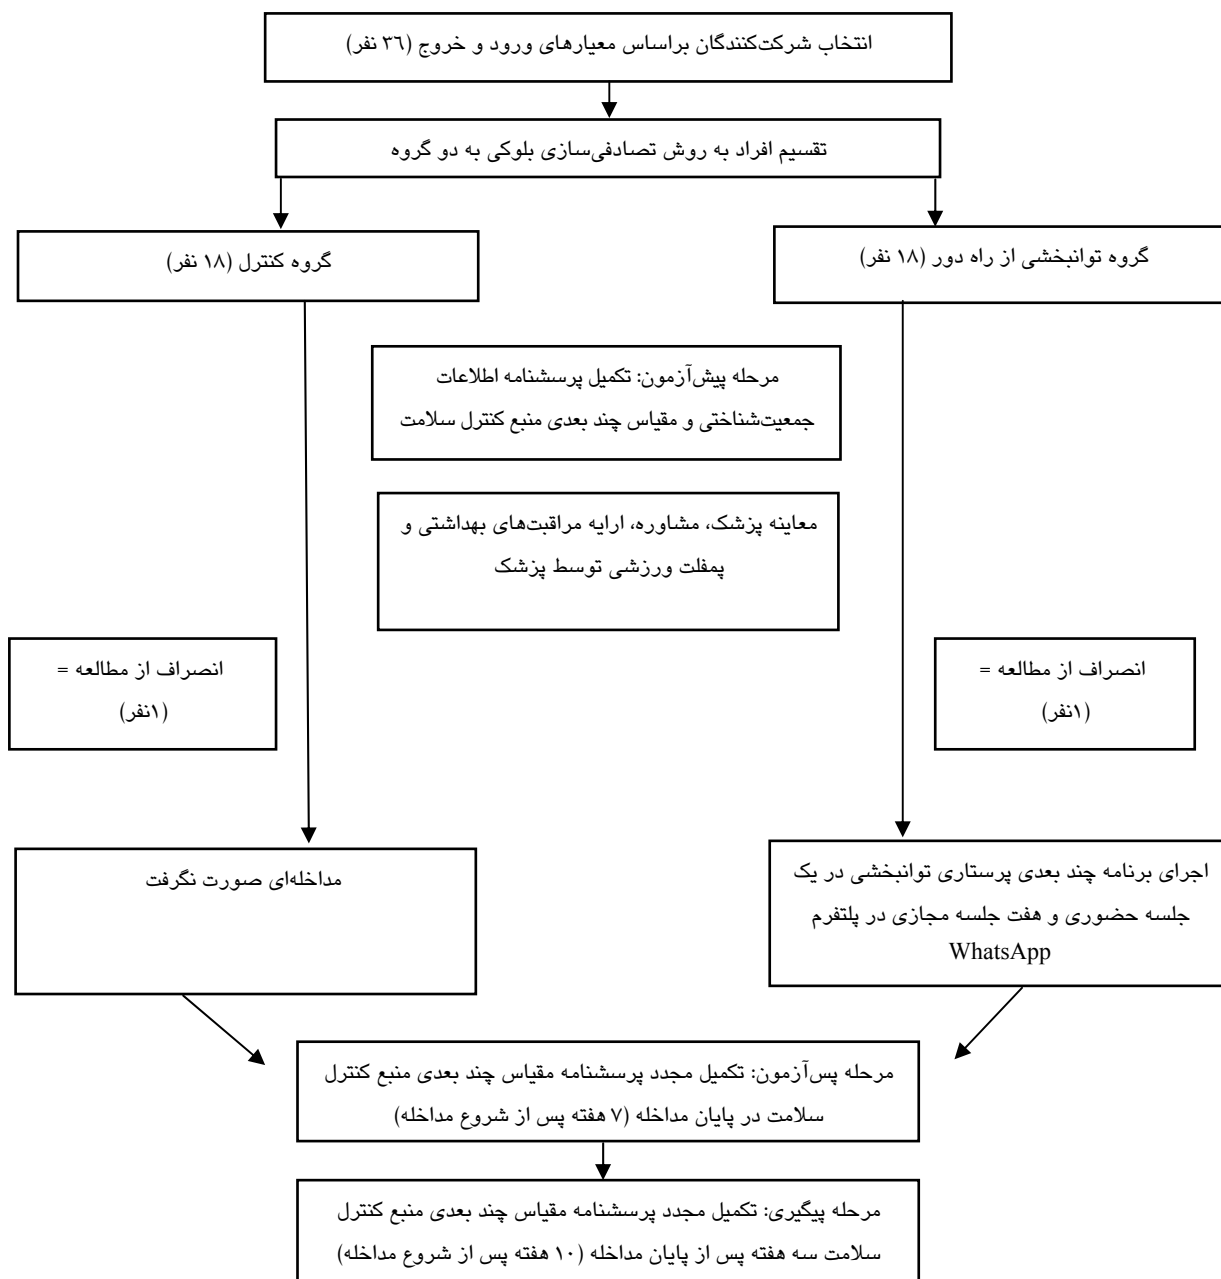 انتخاب شرکت‌کنندگان براساس معیارهای ورود و خروج (۳۶ نفر)
تقسیم افراد به روش تصادفی‌سازی بلوکی به دو گروه
گروه توانبخشی از راه دور (۱۸ نفر)
گروه کنترل (۱۸ نفر)
مرحله پیش‌آزمون: تکمیل پرسشنامه اطلاعات
جمعیت‌شناختی و مقیاس چند بعدی منبع کنترل سلامت
معاینه پزشک، مشاوره، ارایه مراقبت‌های بهداشتی و
پمفلت ورزشی توسط پزشک
انصراف از مطالعه =
(۱نفر)
انصراف از مطالعه =
(۱نفر)
اجرای برنامه چند بعدی پرستاری توانبخشی در یک
جلسه حضوری و هفت جلسه مجازی در پلتفرم
WhatsApp
مداخله‌ای صورت نگرفت
مرحله پس‌آزمون: تکمیل مجدد پرسشنامه مقیاس چند بعدی منبع کنترل
سلامت در پایان مداخله (۷ هفته پس از شروع مداخله)
مرحله پیگیری: تکمیل مجدد پرسشنامه مقیاس چند بعدی منبع کنترل
سلامت سه هفته پس از پایان مداخله (۱۰ هفته پس از شروع مداخله)